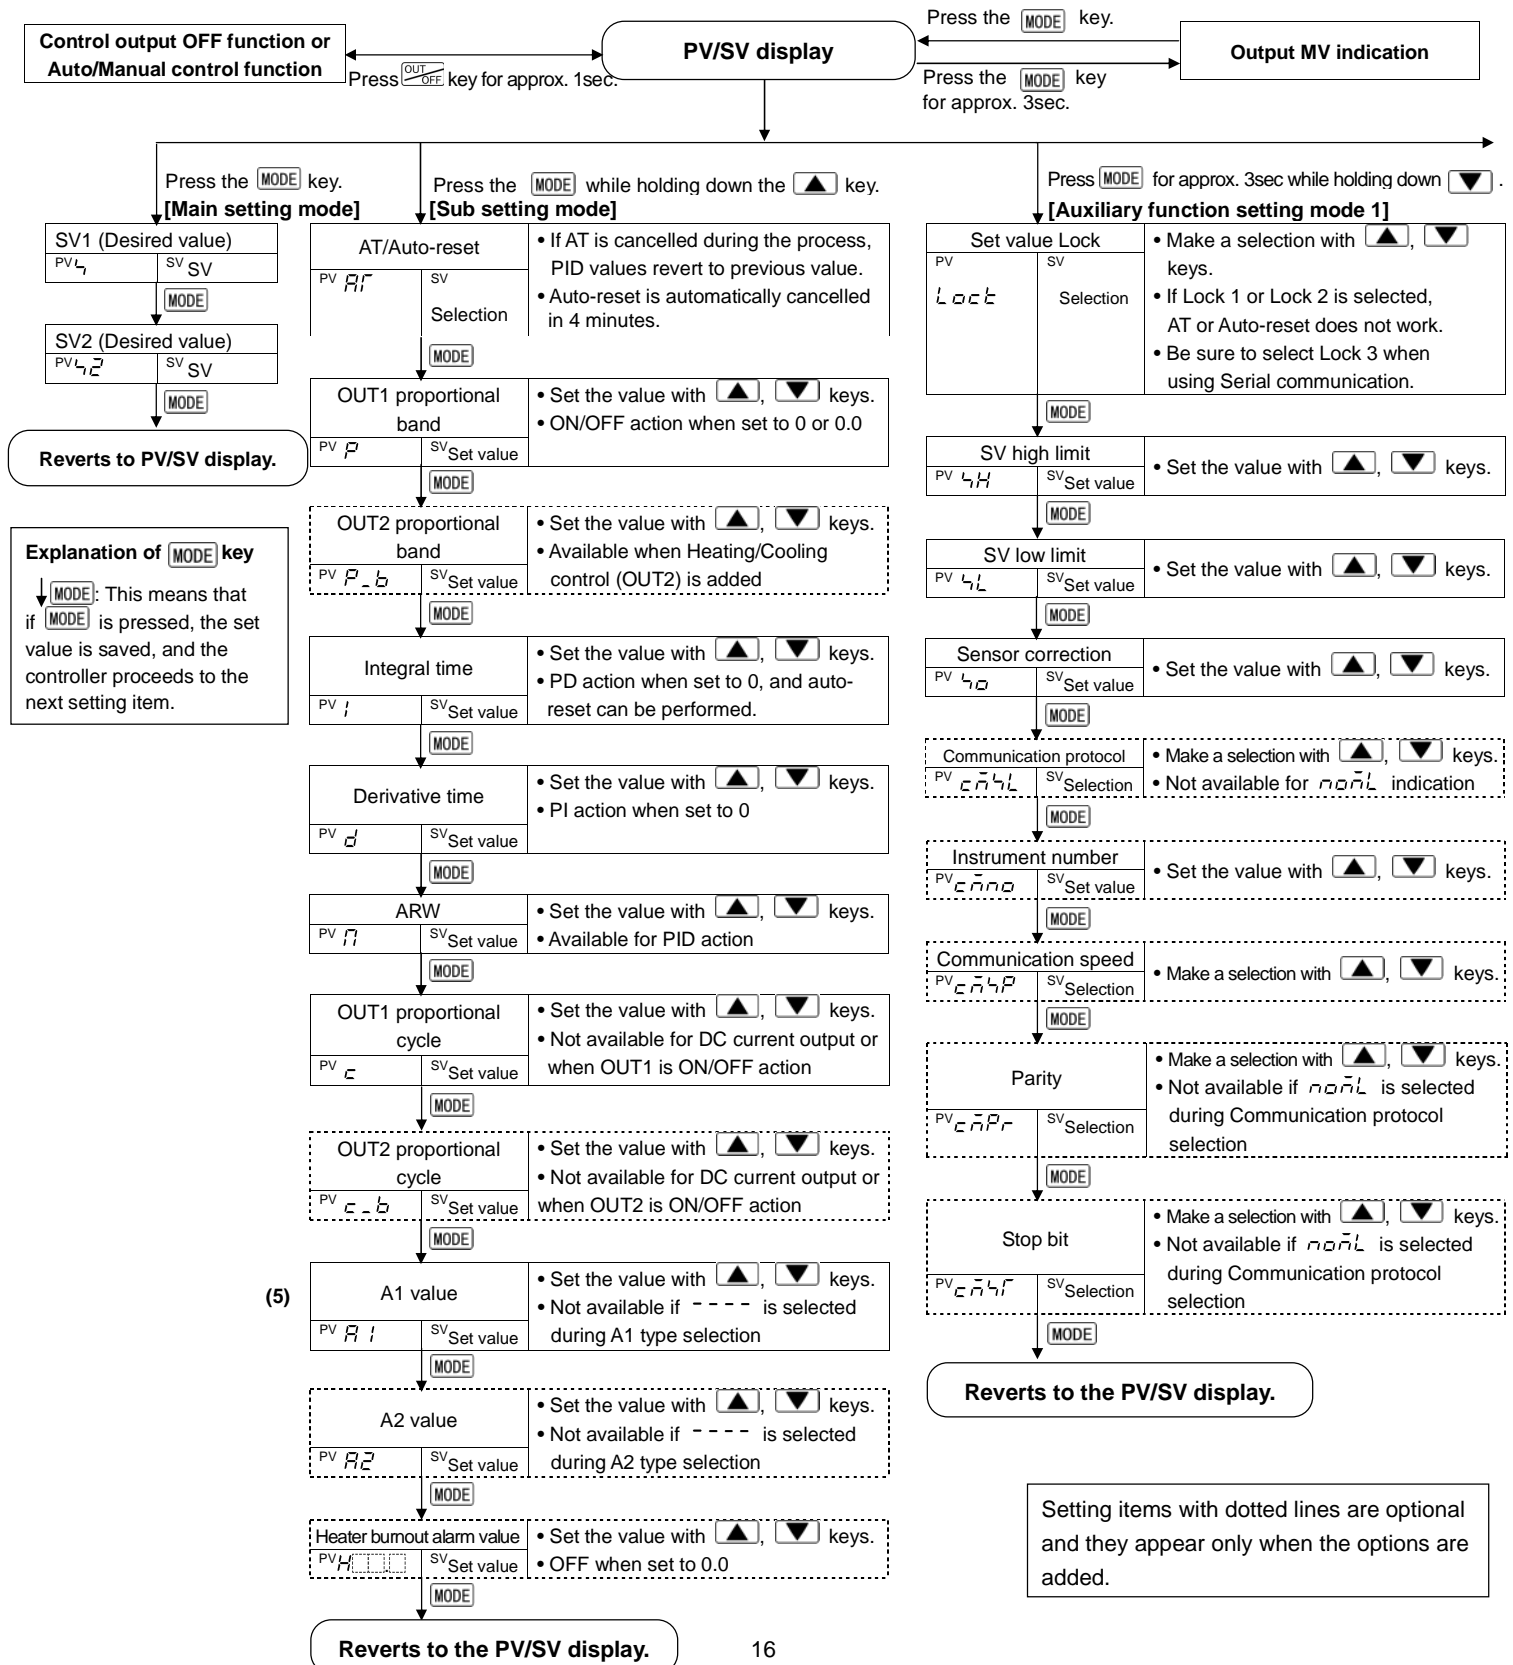 Control output OFF function or
Auto/Manual control function
Press OUT/OFF key for approx. 1sec.
PV/SV display
Press the MODE key.
Press the MODE key
for approx. 3sec.
Output MV indication
Press the MODE key.
[Main setting mode]
SV1 (Desired value)
PV SV SV
MODE
SV2 (Desired value)
PV SV SV
MODE
Reverts to PV/SV display.
Explanation of MODE key
MODE: This means that
if MODE is pressed, the set
value is saved, and the
controller proceeds to the
next setting item.
Press the MODE while holding down the ▲ key.
[Sub setting mode]
AT/Auto-reset
PV AT SV
Selection
• If AT is cancelled during the process,
PID values revert to previous value.
• Auto-reset is automatically cancelled
in 4 minutes.
MODE
OUT1 proportional
band
PV P SV Set value
• Set the value with ▲, ▼ keys.
• ON/OFF action when set to 0 or 0.0
MODE
OUT2 proportional
band
PV P_b SV Set value
• Set the value with ▲, ▼ keys.
• Available when Heating/Cooling
control (OUT2) is added
MODE
Integral time
PV I SV Set value
• Set the value with ▲, ▼ keys.
• PD action when set to 0, and auto-
reset can be performed.
MODE
Derivative time
PV d SV Set value
• Set the value with ▲, ▼ keys.
• PI action when set to 0
MODE
ARW
PV SV Set value
• Set the value with ▲, ▼ keys.
• Available for PID action
MODE
OUT1 proportional
cycle
PV c SV Set value
• Set the value with ▲, ▼ keys.
• Not available for DC current output or
when OUT1 is ON/OFF action
MODE
OUT2 proportional
cycle
PV c_b SV Set value
• Set the value with ▲, ▼ keys.
• Not available for DC current output or
when OUT2 is ON/OFF action
MODE
(5)
A1 value
PV A1 SV Set value
• Set the value with ▲, ▼ keys.
• Not available if ---- is selected
during A1 type selection
MODE
A2 value
PV A2 SV Set value
• Set the value with ▲, ▼ keys.
• Not available if ---- is selected
during A2 type selection
MODE
Heater burnout alarm value
PV H SV Set value
• Set the value with ▲, ▼ keys.
• OFF when set to 0.0
MODE
Reverts to the PV/SV display.
Press MODE for approx. 3sec while holding down ▼ .
[Auxiliary function setting mode 1]
Set value Lock
PV SV
Lock Selection
• Make a selection with ▲, ▼
keys.
• If Lock 1 or Lock 2 is selected,
AT or Auto-reset does not work.
• Be sure to select Lock 3 when
using Serial communication.
MODE
SV high limit
PV SV Set value
• Set the value with ▲, ▼ keys.
MODE
SV low limit
PV SV Set value
• Set the value with ▲, ▼ keys.
MODE
Sensor correction
PV SV Set value
• Set the value with ▲, ▼ keys.
MODE
Communication protocol
PV SV Selection
• Make a selection with ▲, ▼ keys.
• Not available for noml indication
MODE
Instrument number
PV cmno SV Set value
• Set the value with ▲, ▼ keys.
MODE
Communication speed
PV SV Selection
• Make a selection with ▲, ▼ keys.
MODE
Parity
PV cmPr SV Selection
• Make a selection with ▲, ▼ keys.
• Not available if noml is selected
during Communication protocol
selection
MODE
Stop bit
PV SV Selection
• Make a selection with ▲, ▼ keys.
• Not available if noml is selected
during Communication protocol
selection
MODE
Reverts to the PV/SV display.
Setting items with dotted lines are optional
and they appear only when the options are
added.
16